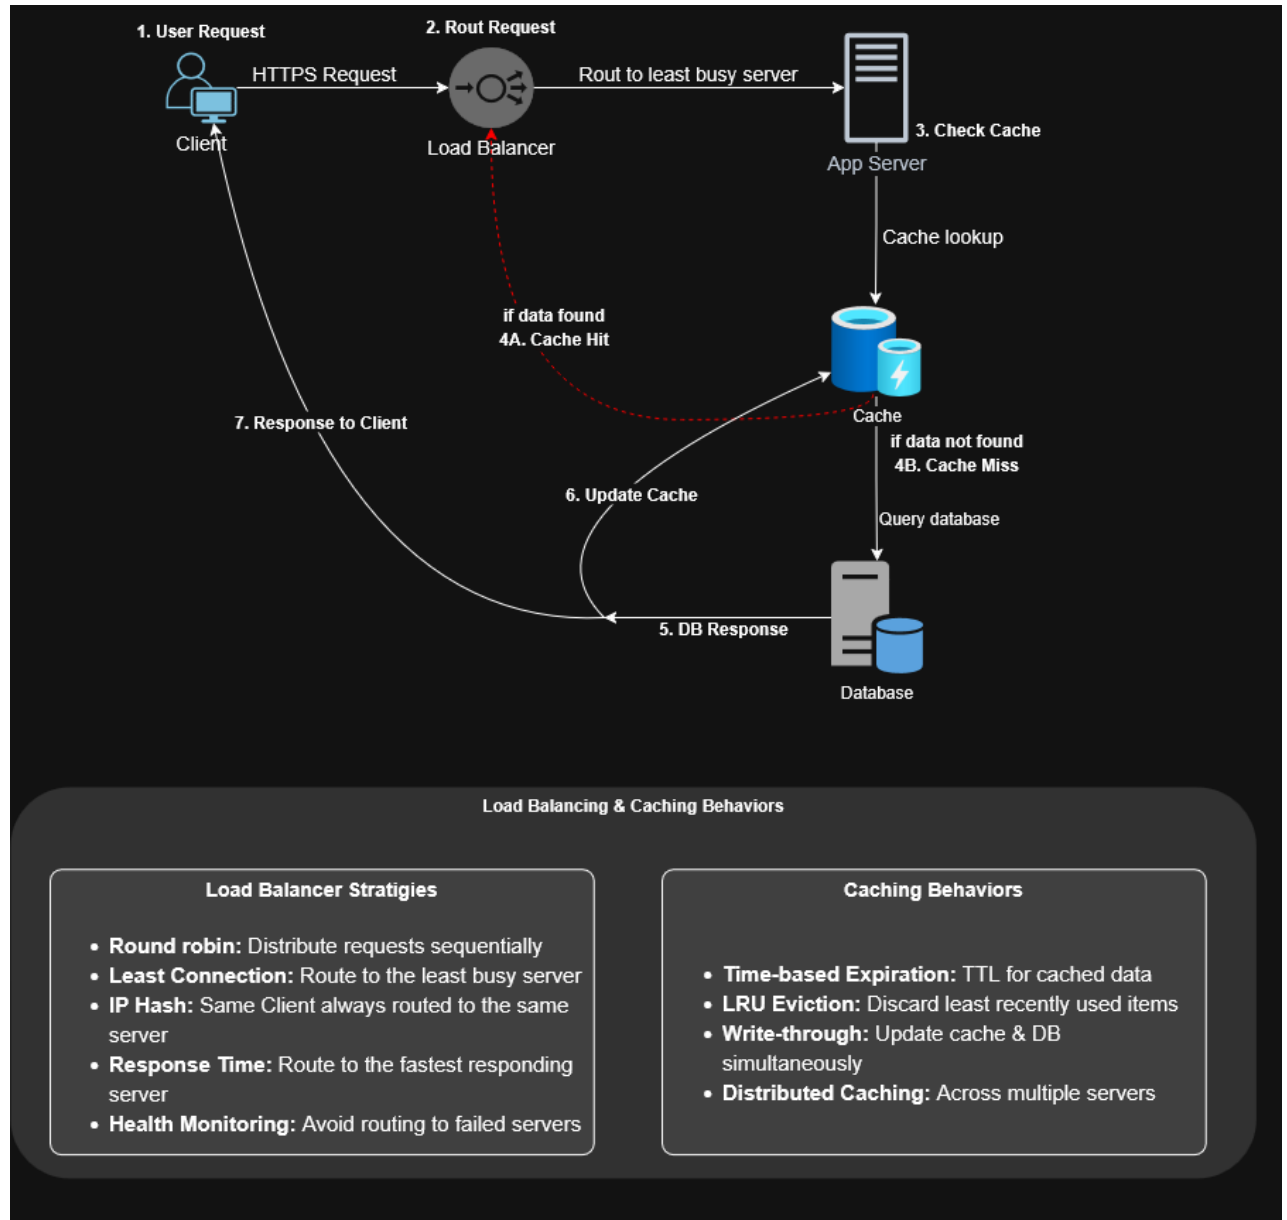 1. User Request
2. Rout Request
HTTPS Request
Rout to least busy server
Client
Load Balancer
3. Check Cache
App Server
Cache lookup
if data found
4A. Cache Hit
Cache
7. Response to Client
if data not found
4B. Cache Miss
6. Update Cache
Query database
5. DB Response
Database
Load Balancing & Caching Behaviors
Load Balancer Stratigies
• Round robin: Distribute requests sequentially
• Least Connection: Route to the least busy server
• IP Hash: Same Client always routed to the same
server
• Response Time: Route to the fastest responding
server
• Health Monitoring: Avoid routing to failed servers
Caching Behaviors
• Time-based Expiration: TTL for cached data
• LRU Eviction: Discard least recently used items
• Write-through: Update cache & DB
simultaneously
• Distributed Caching: Across multiple servers